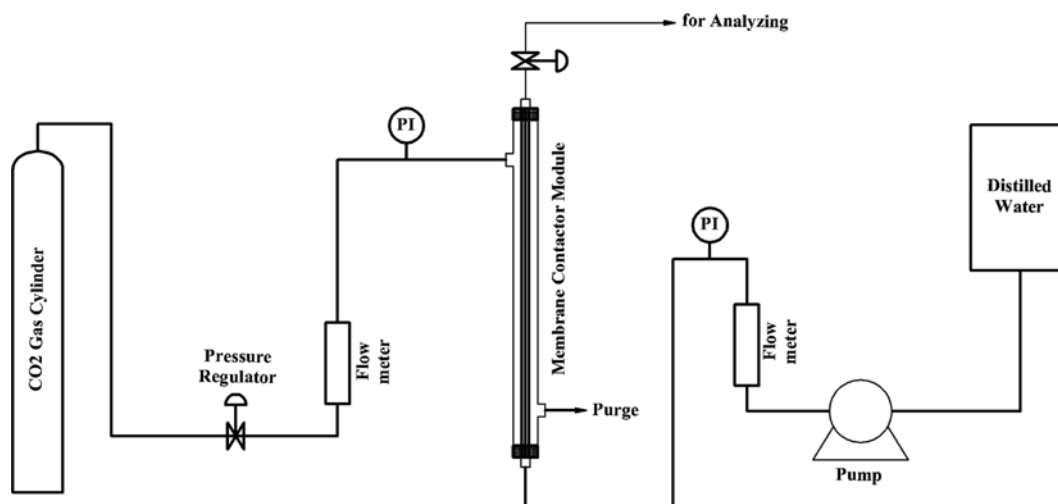 for Analyzing
PI
Membrane Contactor Module
Distilled
Water
PI
CO2 Gas Cylinder
Pressure
Regulator
Flow
meter
Flow
meter
Purge
Pump